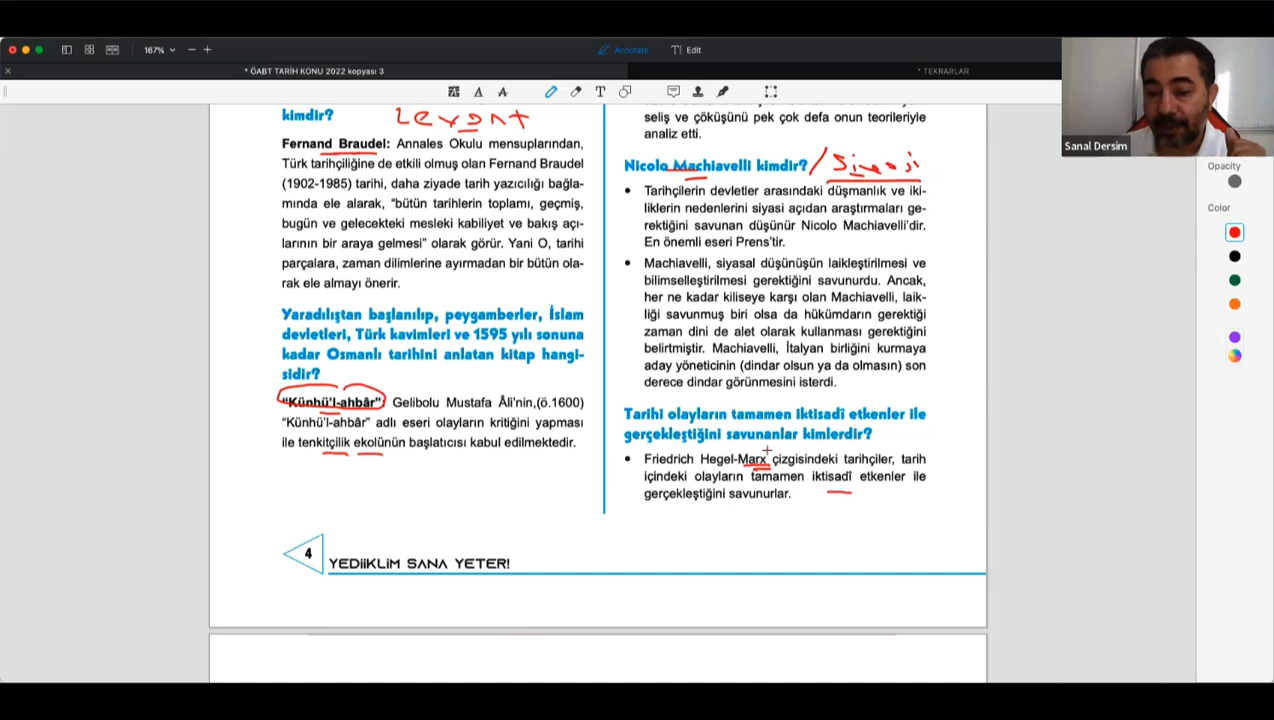 167%
Annotate
Edit
* ÖABT TARİH KONU 2022 kopyası 3
* TEKRARLAR
Sanal Dersim
Opacity
Color
kimdir?
Levant
Fernand Braudel: Annales Okulu mensuplarından,
Türk tarihçiliğine de etkili olmuş olan Fernand Braudel
(1902-1985) tarihi, daha ziyade tarih yazıcılığı bağla-
mında ele alarak, “bütün tarihlerin toplamı, geçmiş,
bugün ve gelecekteki mesleki kabiliyet ve bakış açı-
larının bir araya gelmesi” olarak görür. Yani O, tarihi
parçalara, zaman dilimlerine ayırmadan bir bütün ola-
rak ele almayı önerir.
Yaradılıştan başlanılıp, peygamberler, İslam
devletleri, Türk kavimleri ve 1595 yılı sonuna
kadar Osmanlı tarihini anlatan kitap hangi-
sidir?
“Künhü’l-ahbâr”: Gelibolu Mustafa Âli’nin,(ö.1600)
“Künhü’l-ahbâr” adlı eseri olayların kritiğini yapması
ile tenkitçilik ekolünün başlatıcısı kabul edilmektedir.
seliş ve çöküşünü pek çok defa onun teorileriyle
analiz etti.
Nicolo Machiavelli kimdir? /
• Tarihçilerin devletler arasındaki düşmanlık ve iki-
liklerin nedenlerini siyasi açıdan araştırmaları ge-
rektiğini savunan düşünür Nicolo Machiavelli’dir.
En önemli eseri Prens’tir.
• Machiavelli, siyasal düşünüşün laikleştirilmesi ve
bilimselleştirilmesi gerektiğini savunurdu. Ancak,
her ne kadar kiliseye karşı olan Machiavelli, laik-
liği savunmuş biri olsa da hükümdarın gerektiği
zaman dini de alet olarak kullanması gerektiğini
belirtmiştir. Machiavelli, İtalyan birliğini kurmaya
aday yöneticinin (dindar olsun ya da olmasın) son
derece dindar görünmesini isterdi.
Tarihi olayların tamamen iktisadî etkenler ile
gerçekleştiğini savunanlar kimlerdir?
• Friedrich Hegel-Marx çizgisindeki tarihçiler, tarih
içindeki olayların tamamen iktisadî etkenler ile
gerçekleştiğini savunurlar.
4
YEDİİKLİM SANA YETER!